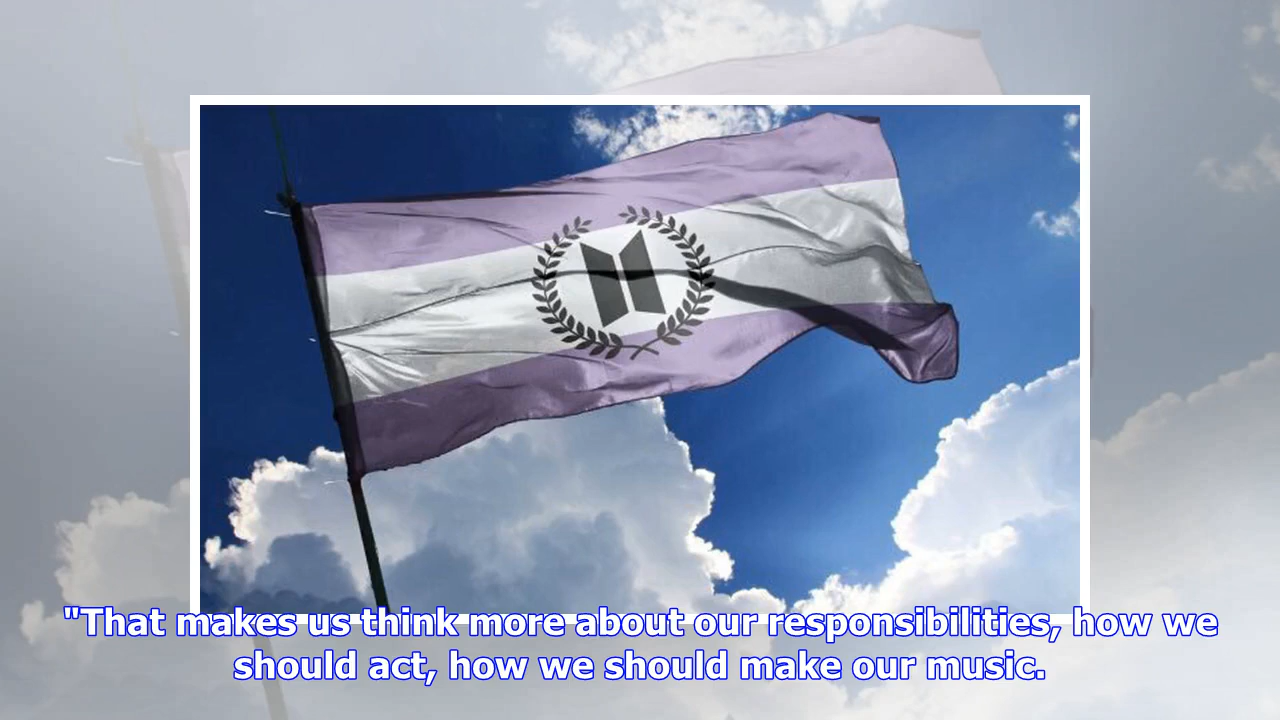 "That makes us think more about our responsibilities, how we
should act, how we should make our music.